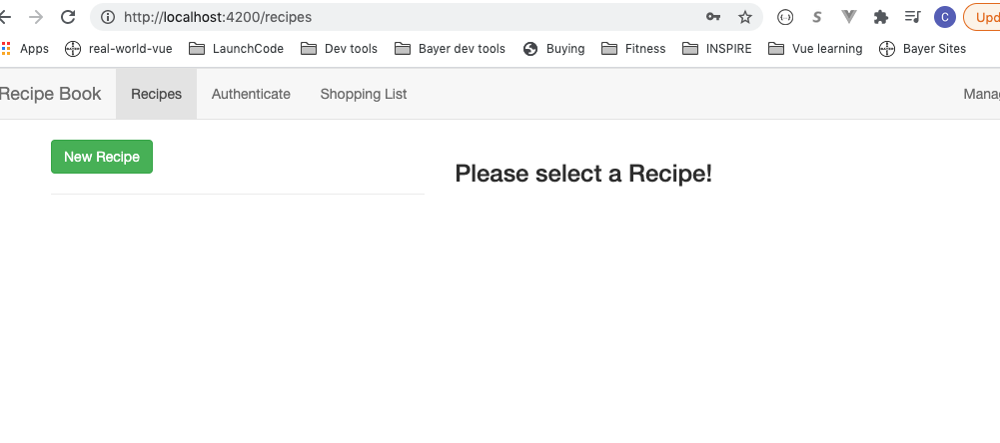 http://localhost:4200/recipes
S
C
Upd
Apps real-world-vue LaunchCode Dev tools Bayer dev tools Buying Fitness INSPIRE Vue learning Bayer Sites
Recipe Book Recipes Authenticate Shopping List Manag
New Recipe
Please select a Recipe!